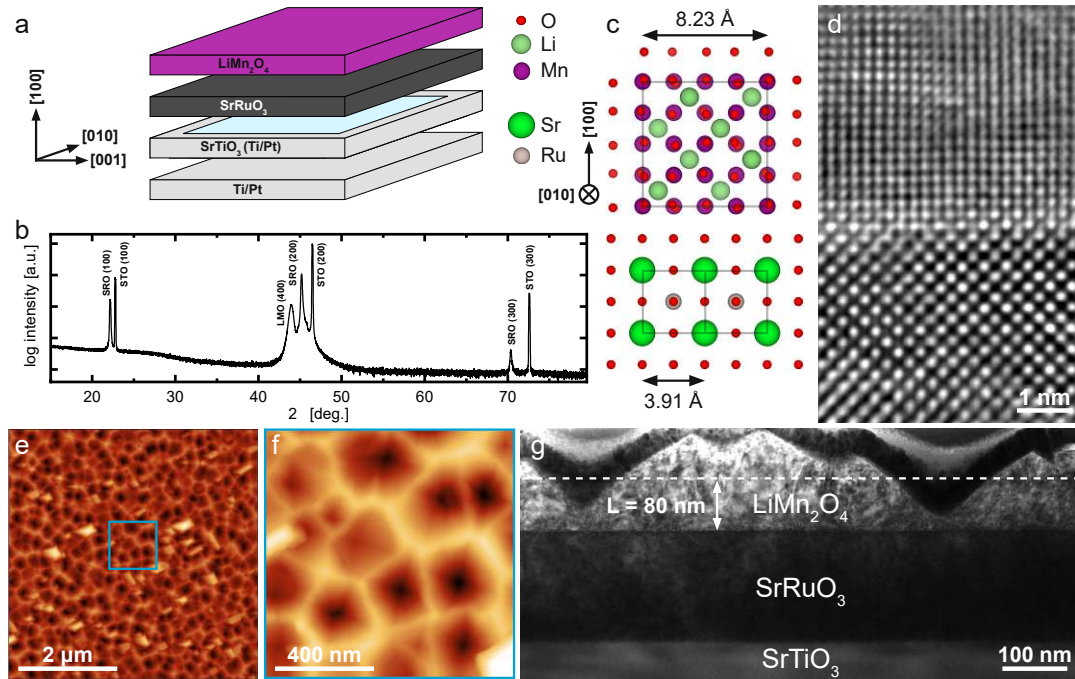 a
LiMn2O4
SrRuO3
SrTiO3 (Ti/Pt)
Ti/Pt
[100]
[010]
[001]
O
Li
Mn
Sr
Ru
b
log intensity [a.u.]
SRO (100)
STO (100)
LMO (400)
SRO (200)
STO (200)
SRO (300)
STO (300)
20 30 40 50 60 70
2 [deg.]
c
8.23 Å
[100]
[010]
3.91 Å
d
1 nm
e
2 µm
f
400 nm
g
L = 80 nm
LiMn2O4
SrRuO3
SrTiO3
100 nm